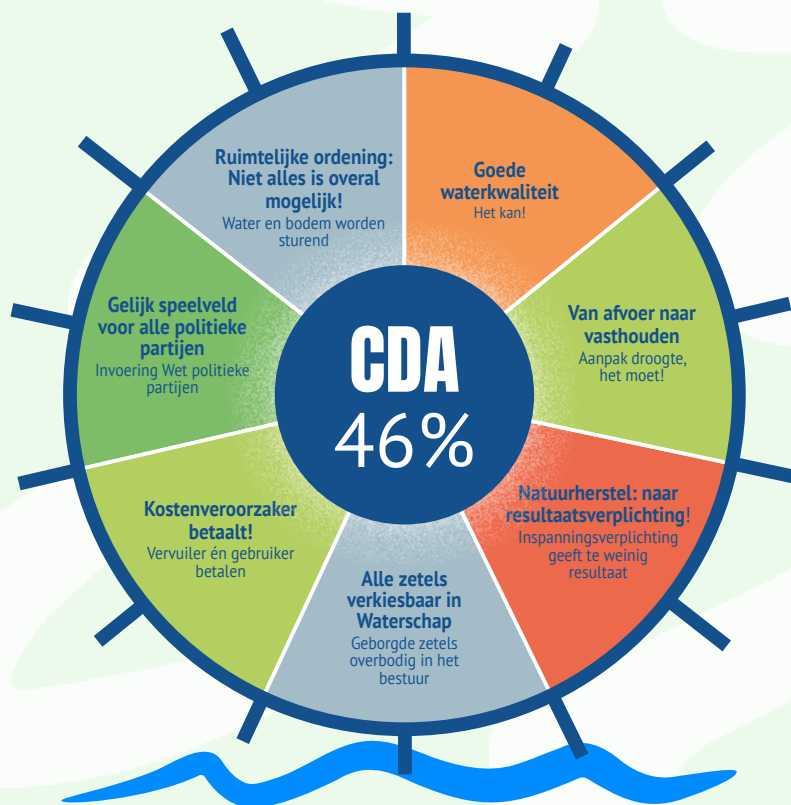 Ruimtelijke ordening:
Niet alles is overal
mogelijk!
Water en bodem worden
sturend
Goede
waterkwaliteit
Het kan!
Gelijk speelveld
voor alle politieke
partijen
Invoering Wet politieke
partijen
CDA
46%
Van afvoer naar
vasthouden
Aanpak droogte,
het moet!
Kostenveroorzaker
betaalt!
Vervuiler én gebruiker
betalen
Natuurherstel: naar
resultaatsverplichting!
Inspanningsverplichting
geeft te weinig
resultaat
Alle zetels
verkiesbaar in
Waterschap
Geborgde zetels
overbodig in het
bestuur